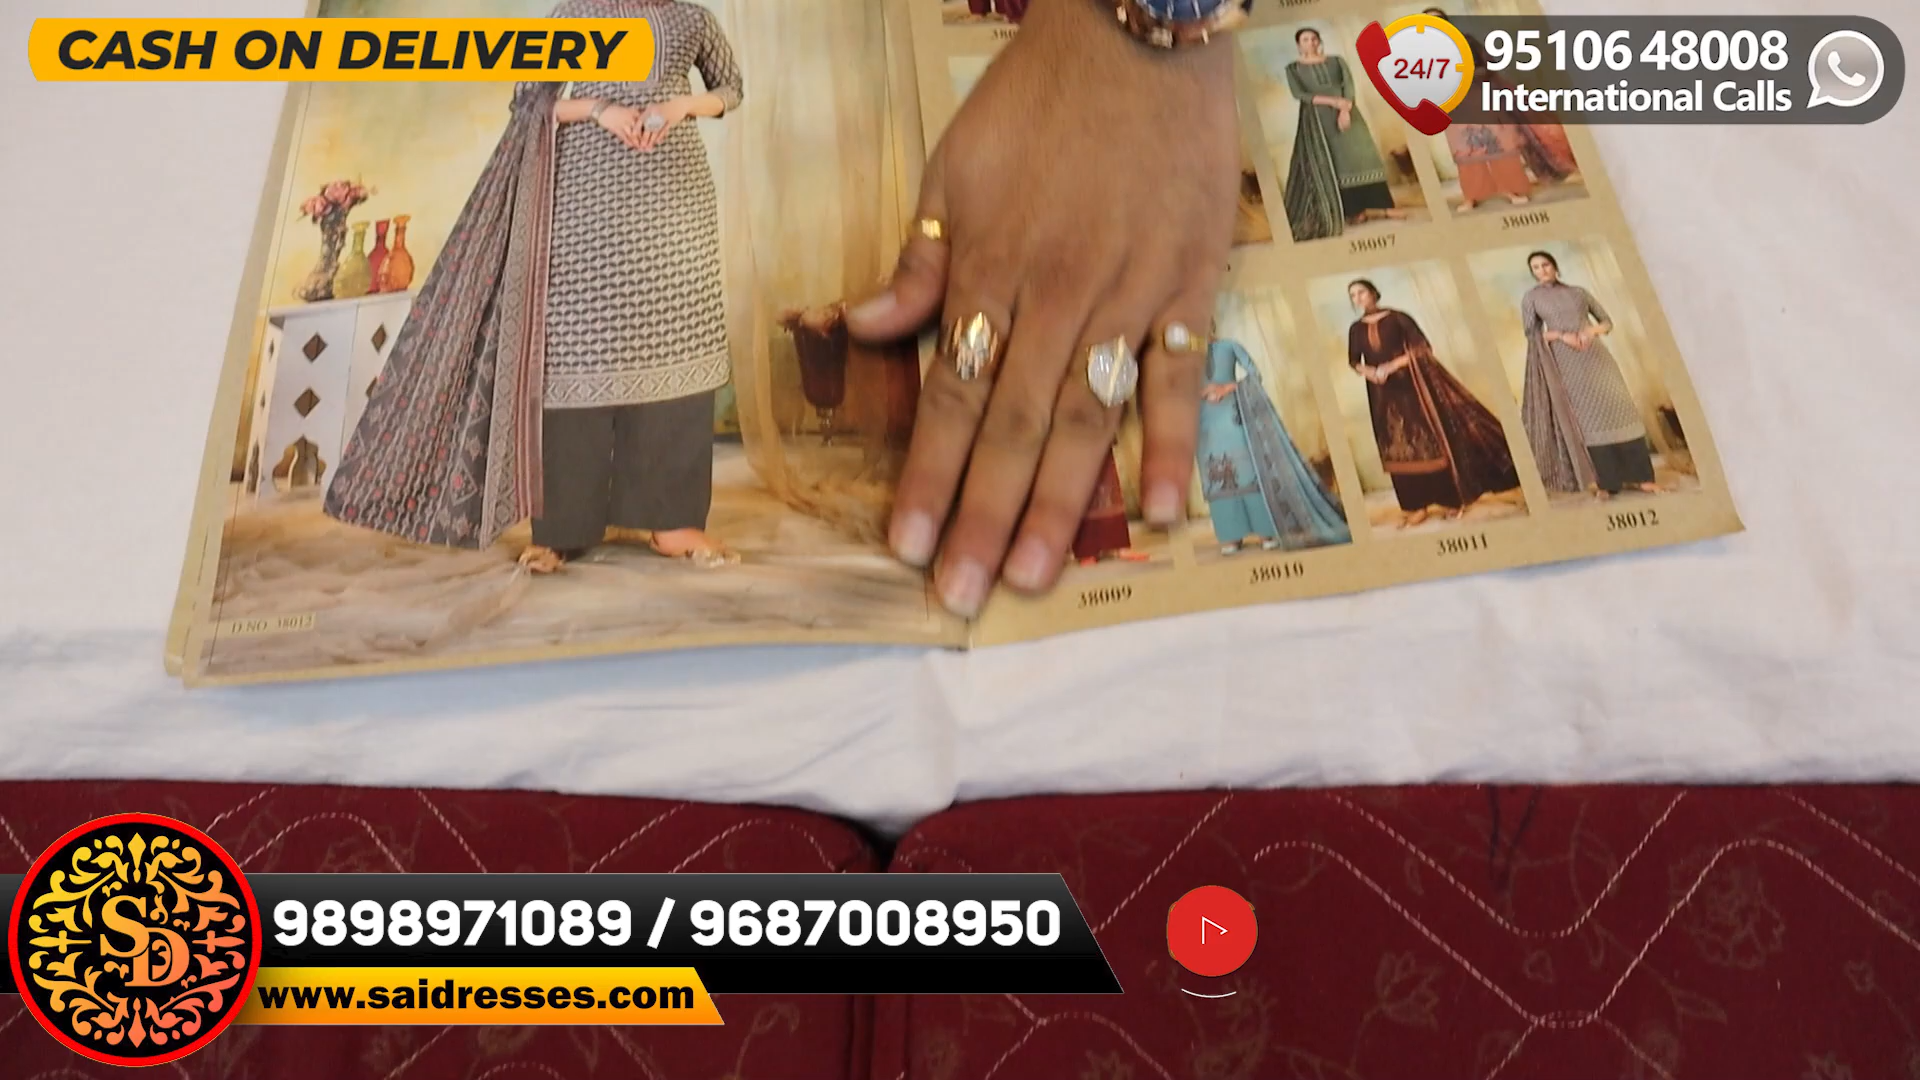 CASH ON DELIVERY
24/7
95106 48008
International Calls
38007
38008
38009
38010
38011
38012
D.NO. 38012
SD
9898971089 / 9687008950
www.saidresses.com